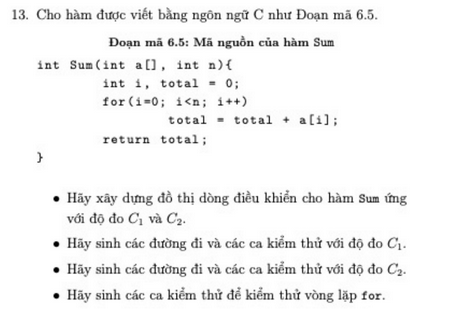 13. Cho hàm được viết bằng ngôn ngữ C như Đoạn mã 6.5.
Đoạn mã 6.5: Mã nguồn của hàm Sum
int Sum(int a[], int n){
int i, total = 0;
for(i=0; i<n; i++)
total = total + a[i];
return total;
}
• Hãy xây dựng đồ thị dòng điều khiển cho hàm Sum ứng
với độ đo C₁ và C₂.
• Hãy sinh các đường đi và các ca kiểm thử với độ đo C₁.
• Hãy sinh các đường đi và các ca kiểm thử với độ đo C₂.
• Hãy sinh các ca kiểm thử để kiểm thử vòng lặp for.